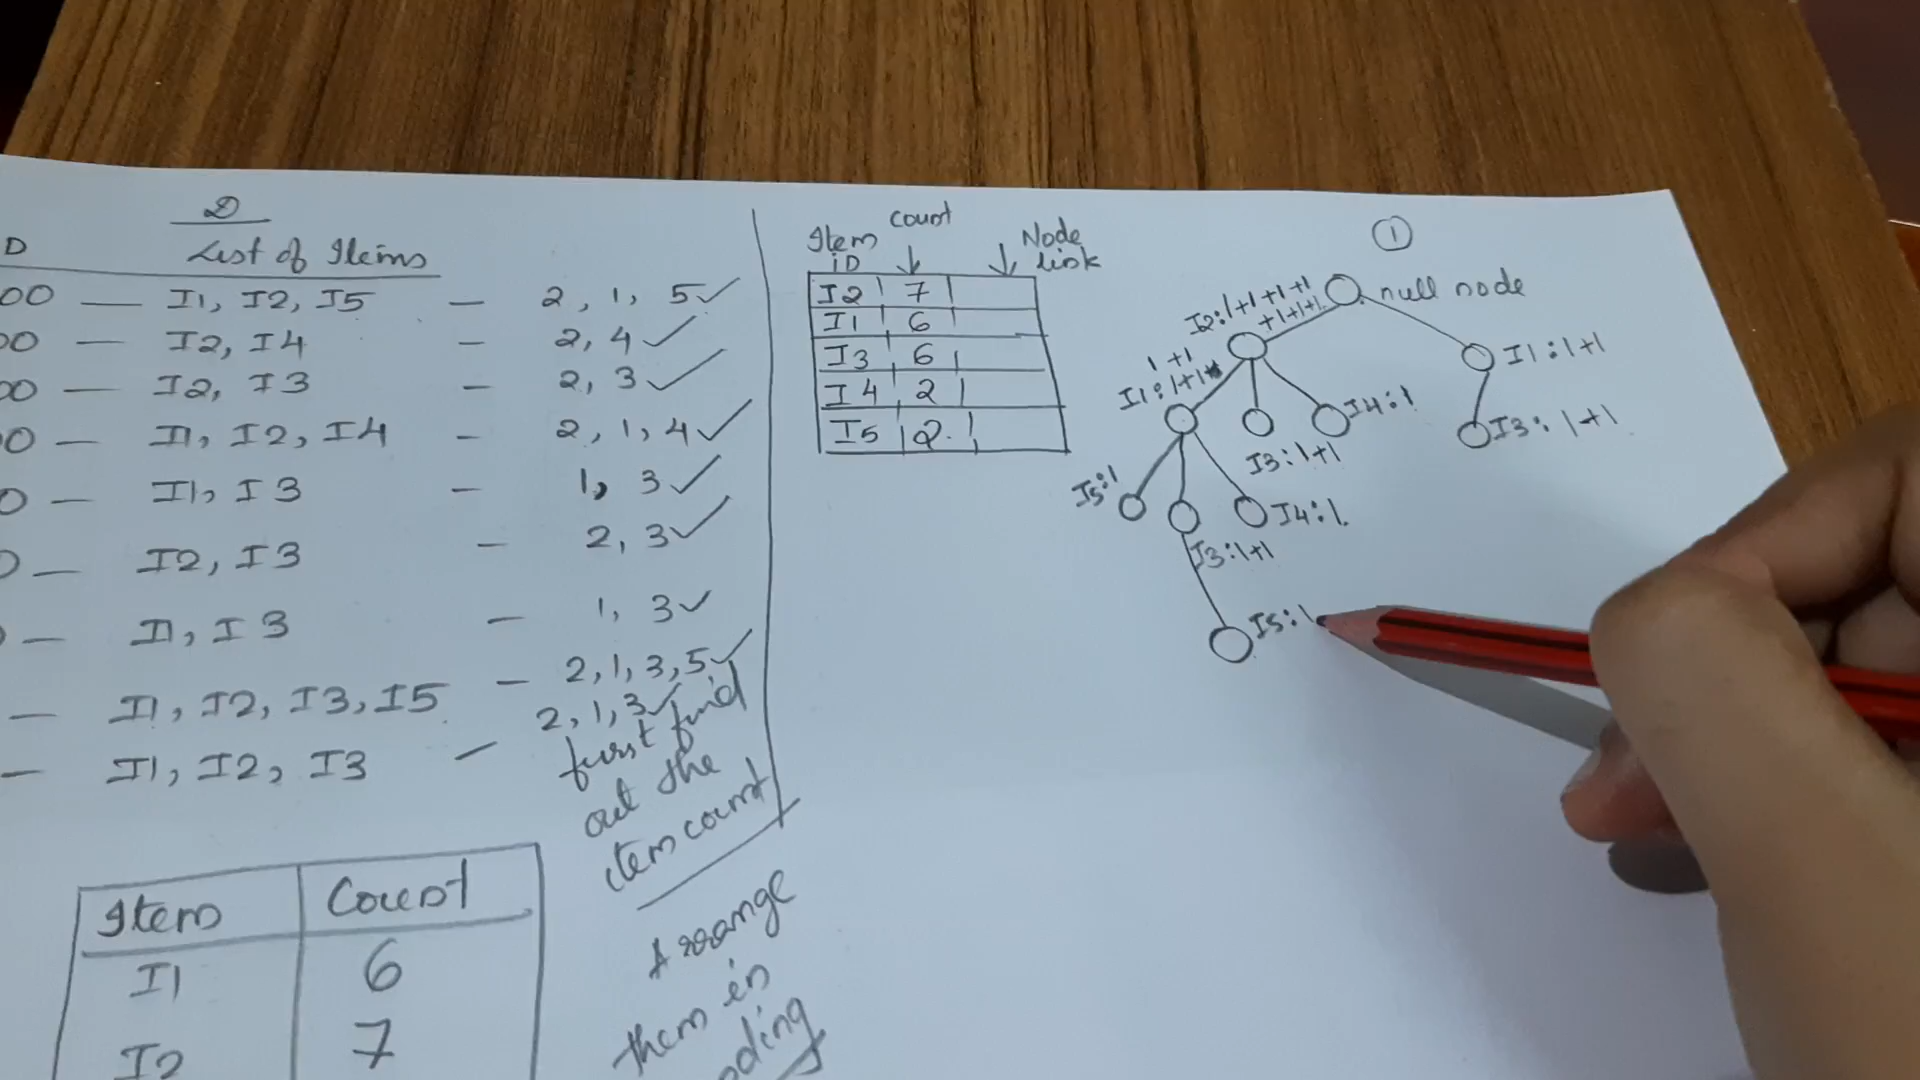 D
D List of Items
00 — I1, I2, I5 — 2, 1, 5 ✓
00 — I2, I4 — 2, 4 ✓
00 — I2, I3 — 2, 3 ✓
0 — I1, I2, I4 — 2, 1, 4 ✓
0 — I1, I3 — 1, 3 ✓
0 — I2, I3 — 2, 3 ✓
— I1, I3 — 1, 3 ✓
— I1, I2, I3, I5 — 2, 1, 3, 5 ✓
— I1, I2, I3 — 2, 1, 3 ✓
first find
out the
item count
Arrange
them in
Item Count
I1 6
I2 7
Item iD count Node link
I2 7
I1 6
I3 6
I4 2
I5 2
1
null node
I2:1+1+1+1
+1+1+1
I1:1+1
1+1
I1:1+1
I4:1
I3:1+1
I3:1+1
I5:1
I4:1
I3:1+1
I5:1